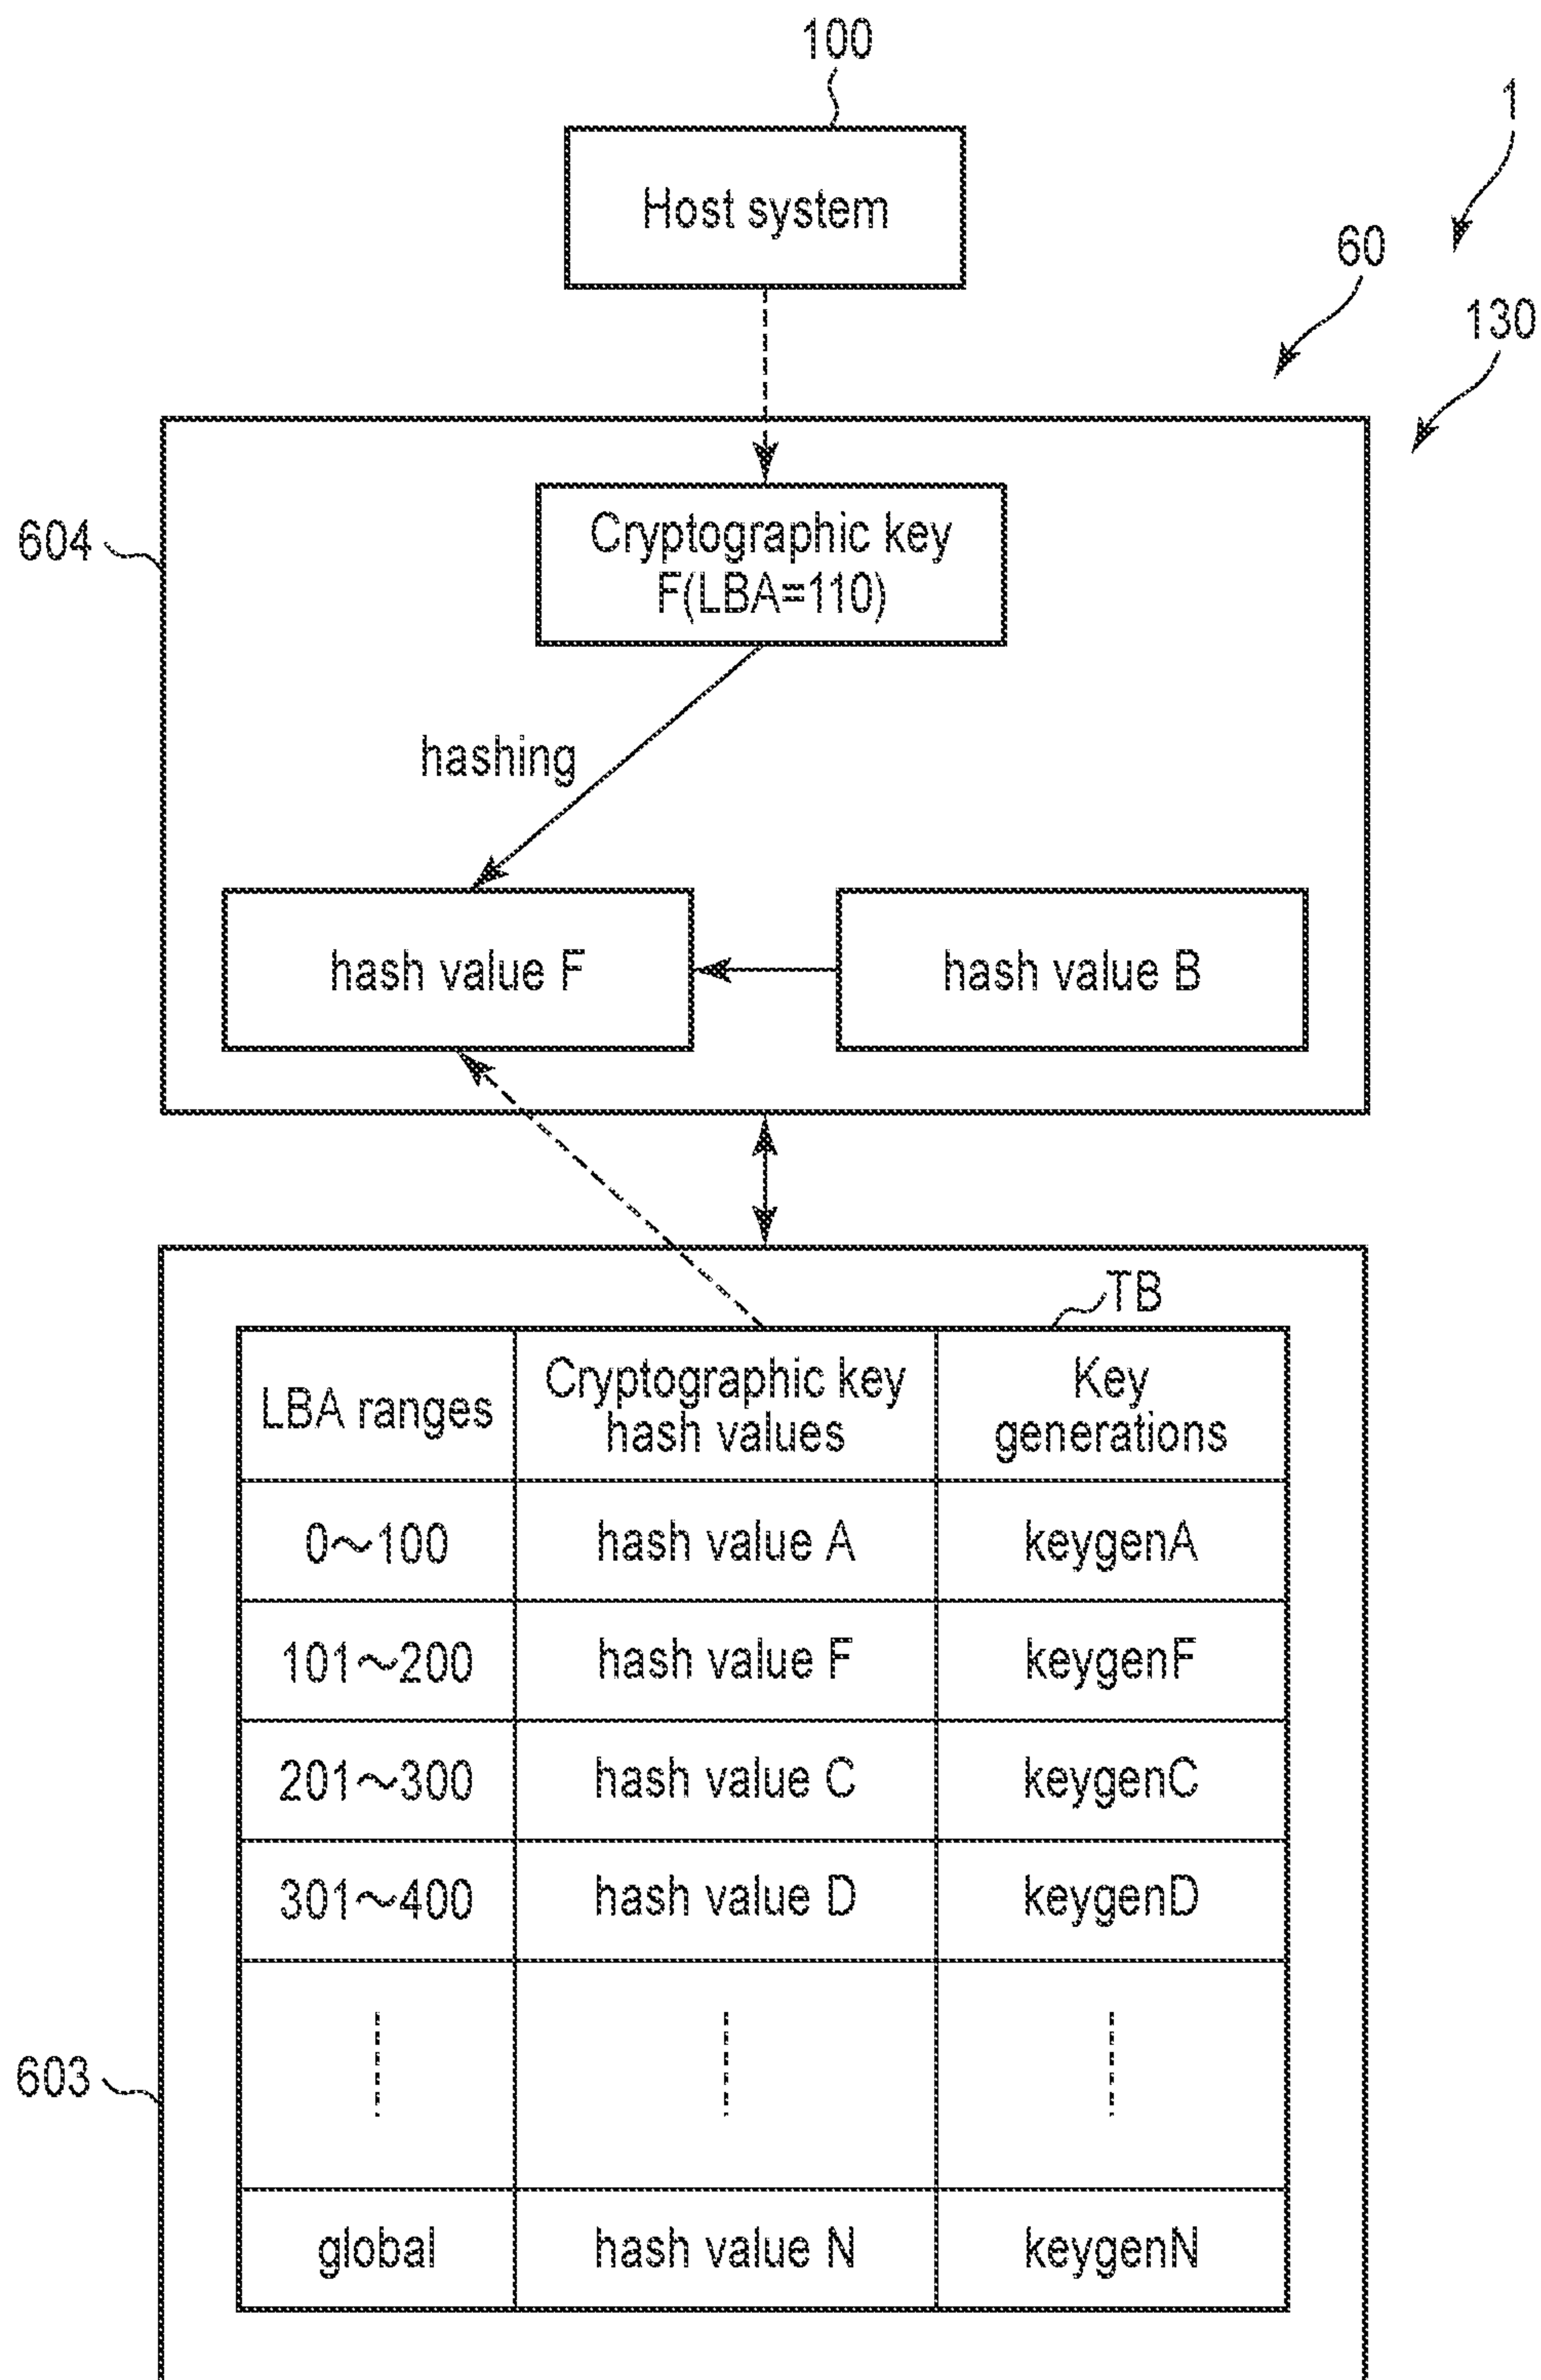 100
1
Host system
60
130
604
Cryptographic key
F(LBA=110)
hashing
hash value F
hash value B
TB
LBA ranges
Cryptographic key
hash values
Key
generations
0～100
hash value A
keygenA
101～200
hash value F
keygenF
201～300
hash value C
keygenC
301～400
hash value D
keygenD
603
global
hash value N
keygenN